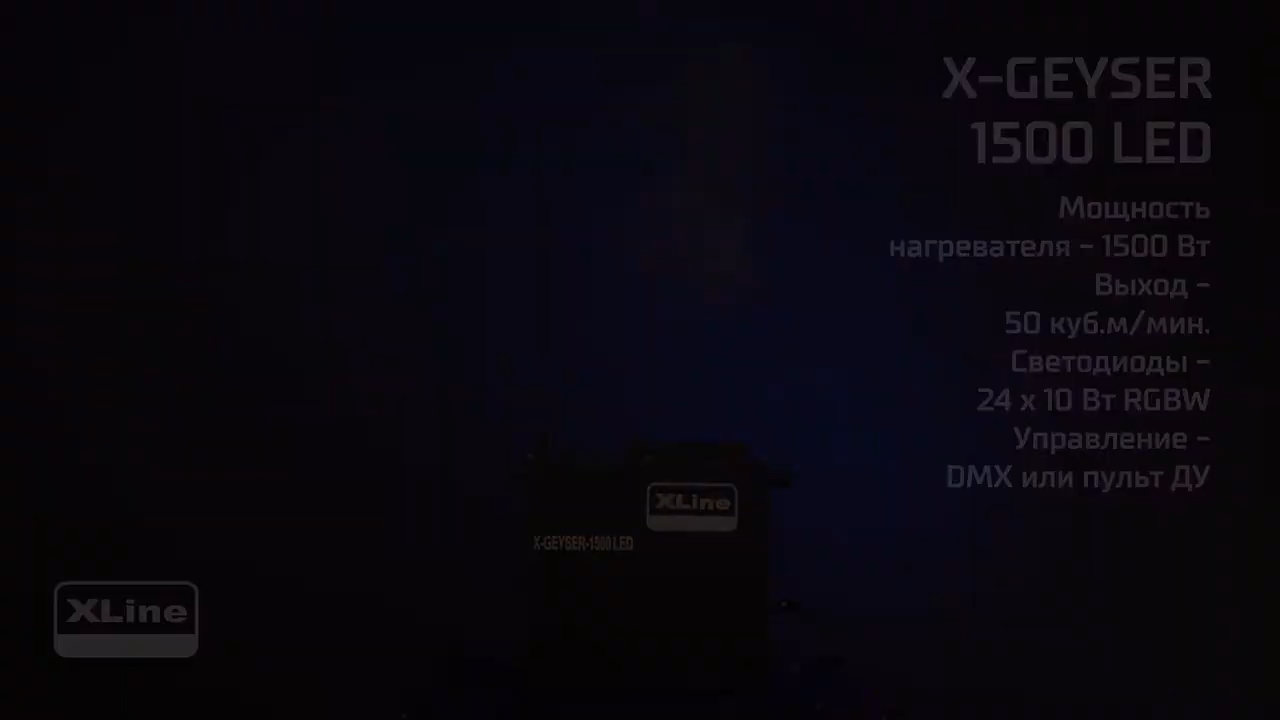 X-GEYSER
1500 LED
Мощность
нагревателя - 1500 Вт
Выход -
50 куб.м/мин.
Светодиоды -
24 x 10 Вт RGBW
Управление -
DMX или пульт ДУ
XLine
X-GEYSER-1500 LED
XLine